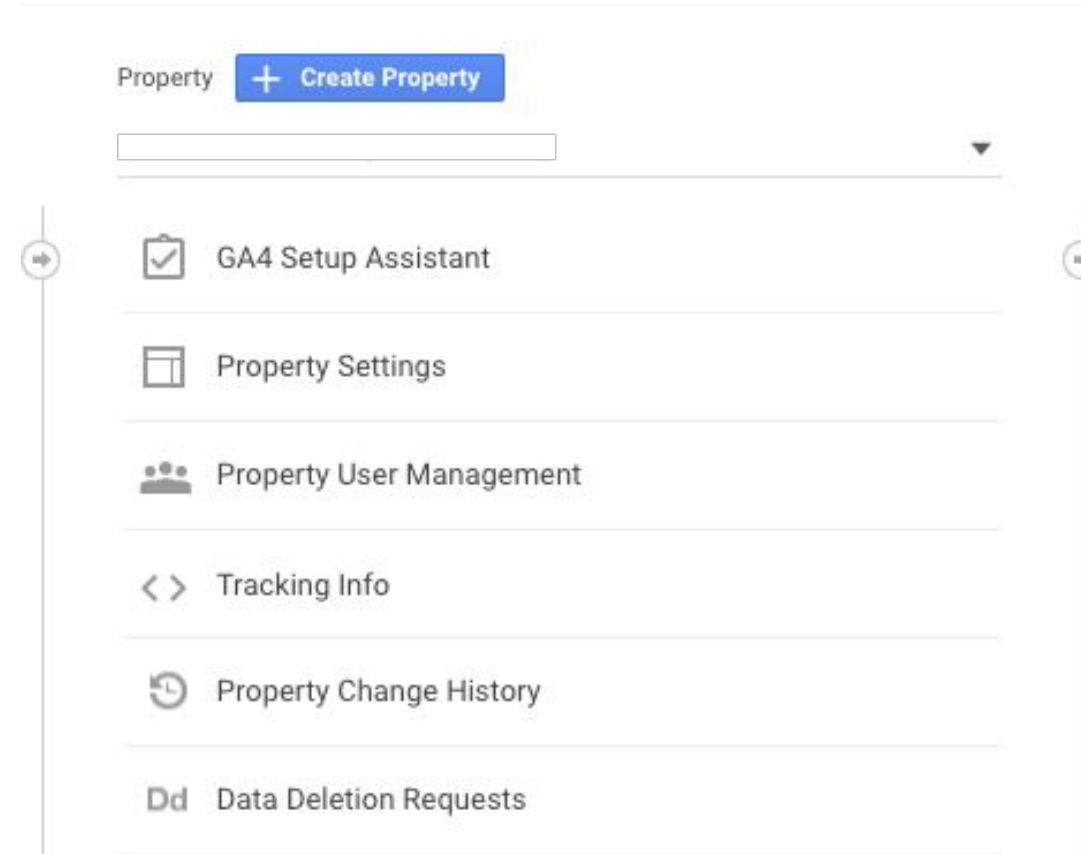 Property + Create Property
GA4 Setup Assistant
Property Settings
Property User Management
Tracking Info
Property Change History
Dd Data Deletion Requests